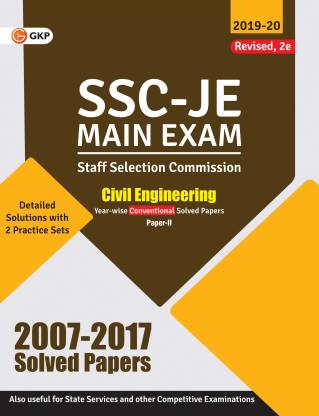 GKP
2019-20
Revised, 2e
SSC-JE
MAIN EXAM
Staff Selection Commission
Civil Engineering
Year-wise Conventional Solved Papers
Paper-II
Detailed
Solutions with
2 Practice Sets
2007-2017
Solved Papers
Also useful for State Services and other Competitive Examinations